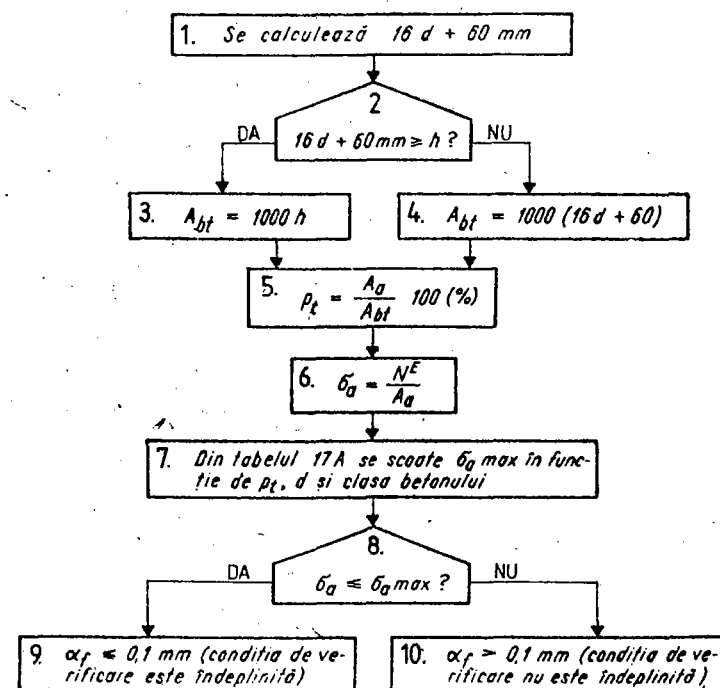 1. Se calculează 16 d + 60 mm
2
16 d + 60 mm ≥ h ?
DA
NU
3. A_bt = 1000 h
4. A_bt = 1000 (16 d + 60)
5. p_t = A_a / A_bt 100 (%)
6. σ_a = N^E / A_a
7. Din tabelul 17A se scoate σ_a max în func-
ție de p_t, d și clasa betonului
8.
σ_a ≤ σ_a max ?
DA
NU
9. α_f ≤ 0,1 mm (condiția de ve-
rificare este îndeplinită)
10. α_f > 0,1 mm (condiția de ve-
rificare nu este îndeplinită)